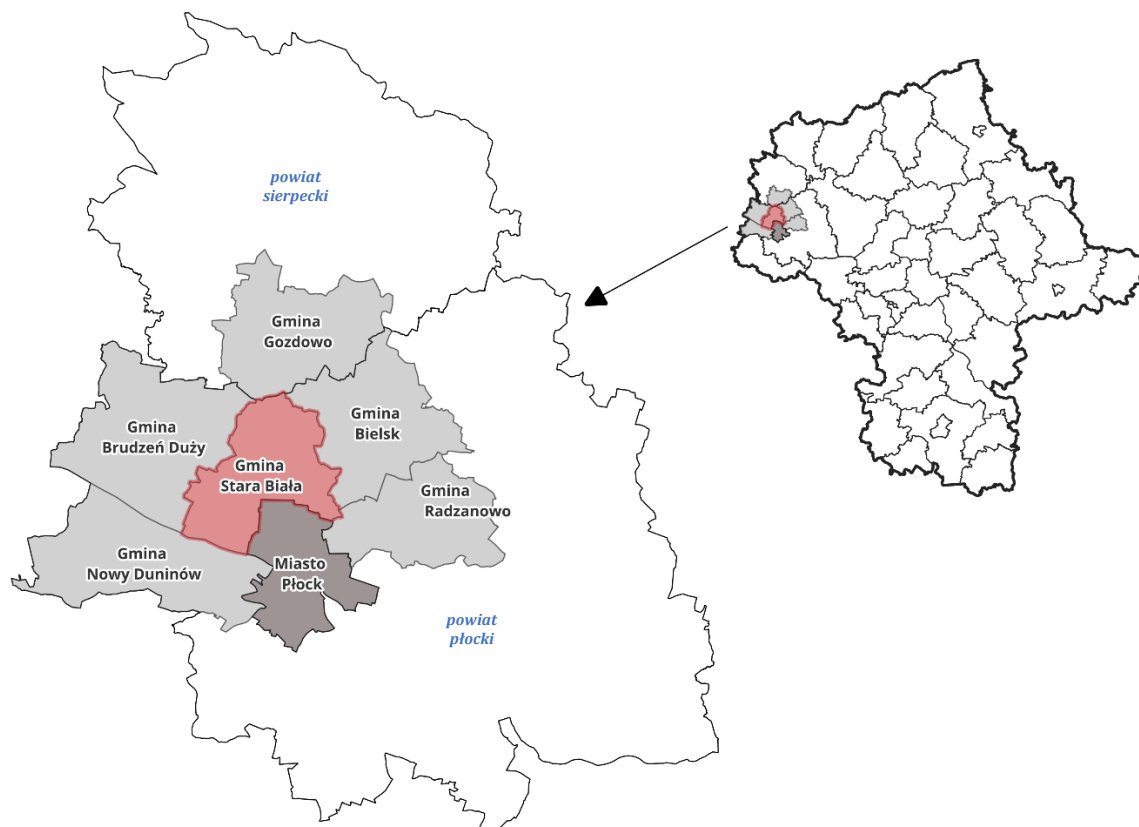 powiat
sierpecki
Gmina
Gozdowo
Gmina
Bielsk
Gmina
Brudzeń Duży
Gmina
Stara Biała
Gmina
Radzanowo
Gmina
Nowy Duninów
Miasto
Płock
powiat
płocki